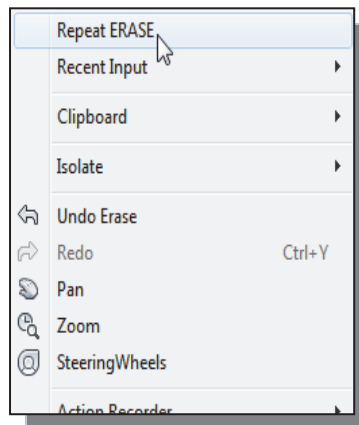 Repeat ERASE
Recent Input
Clipboard
Isolate
Undo Erase
Redo Ctrl+Y
Pan
Zoom
SteeringWheels
Action Recorder